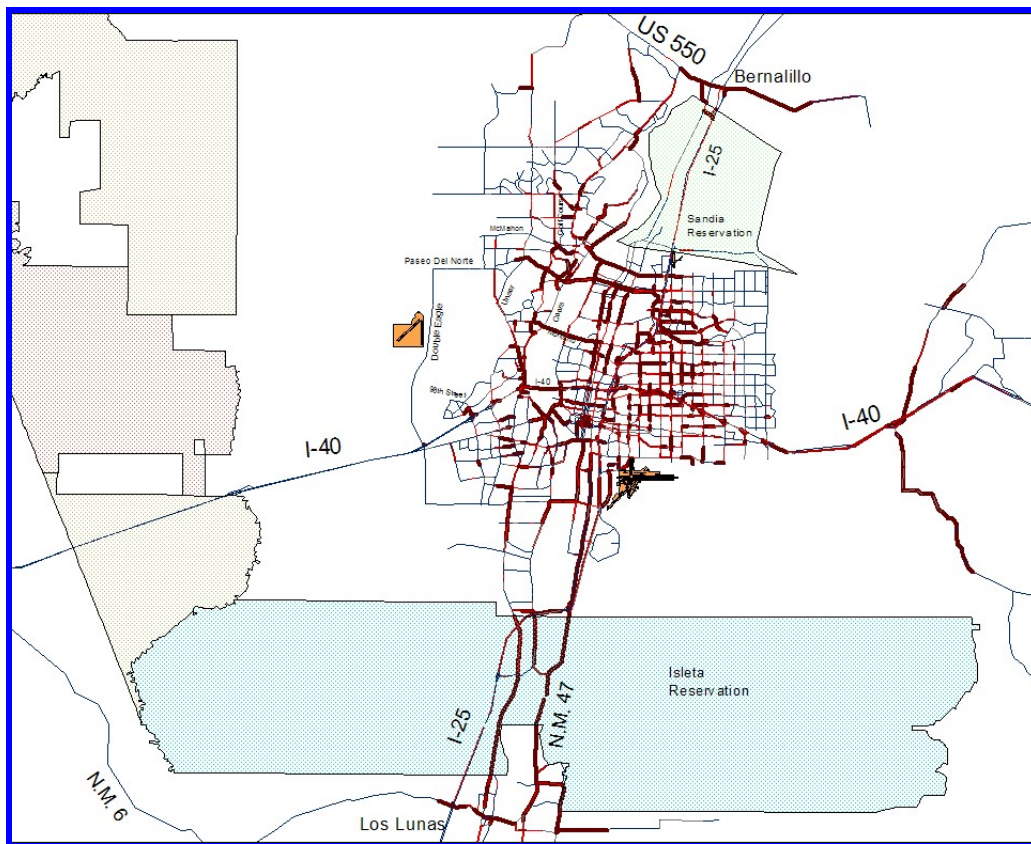 US 550
Bernalillo
I-25
Sandia
Reservation
McMahon
Paseo Del Norte
Unser
Double Eagle
98th Street
I-40
I-40
I-40
Isleta
Reservation
I-25
N.M. 47
N.M. 6
Los Lunas